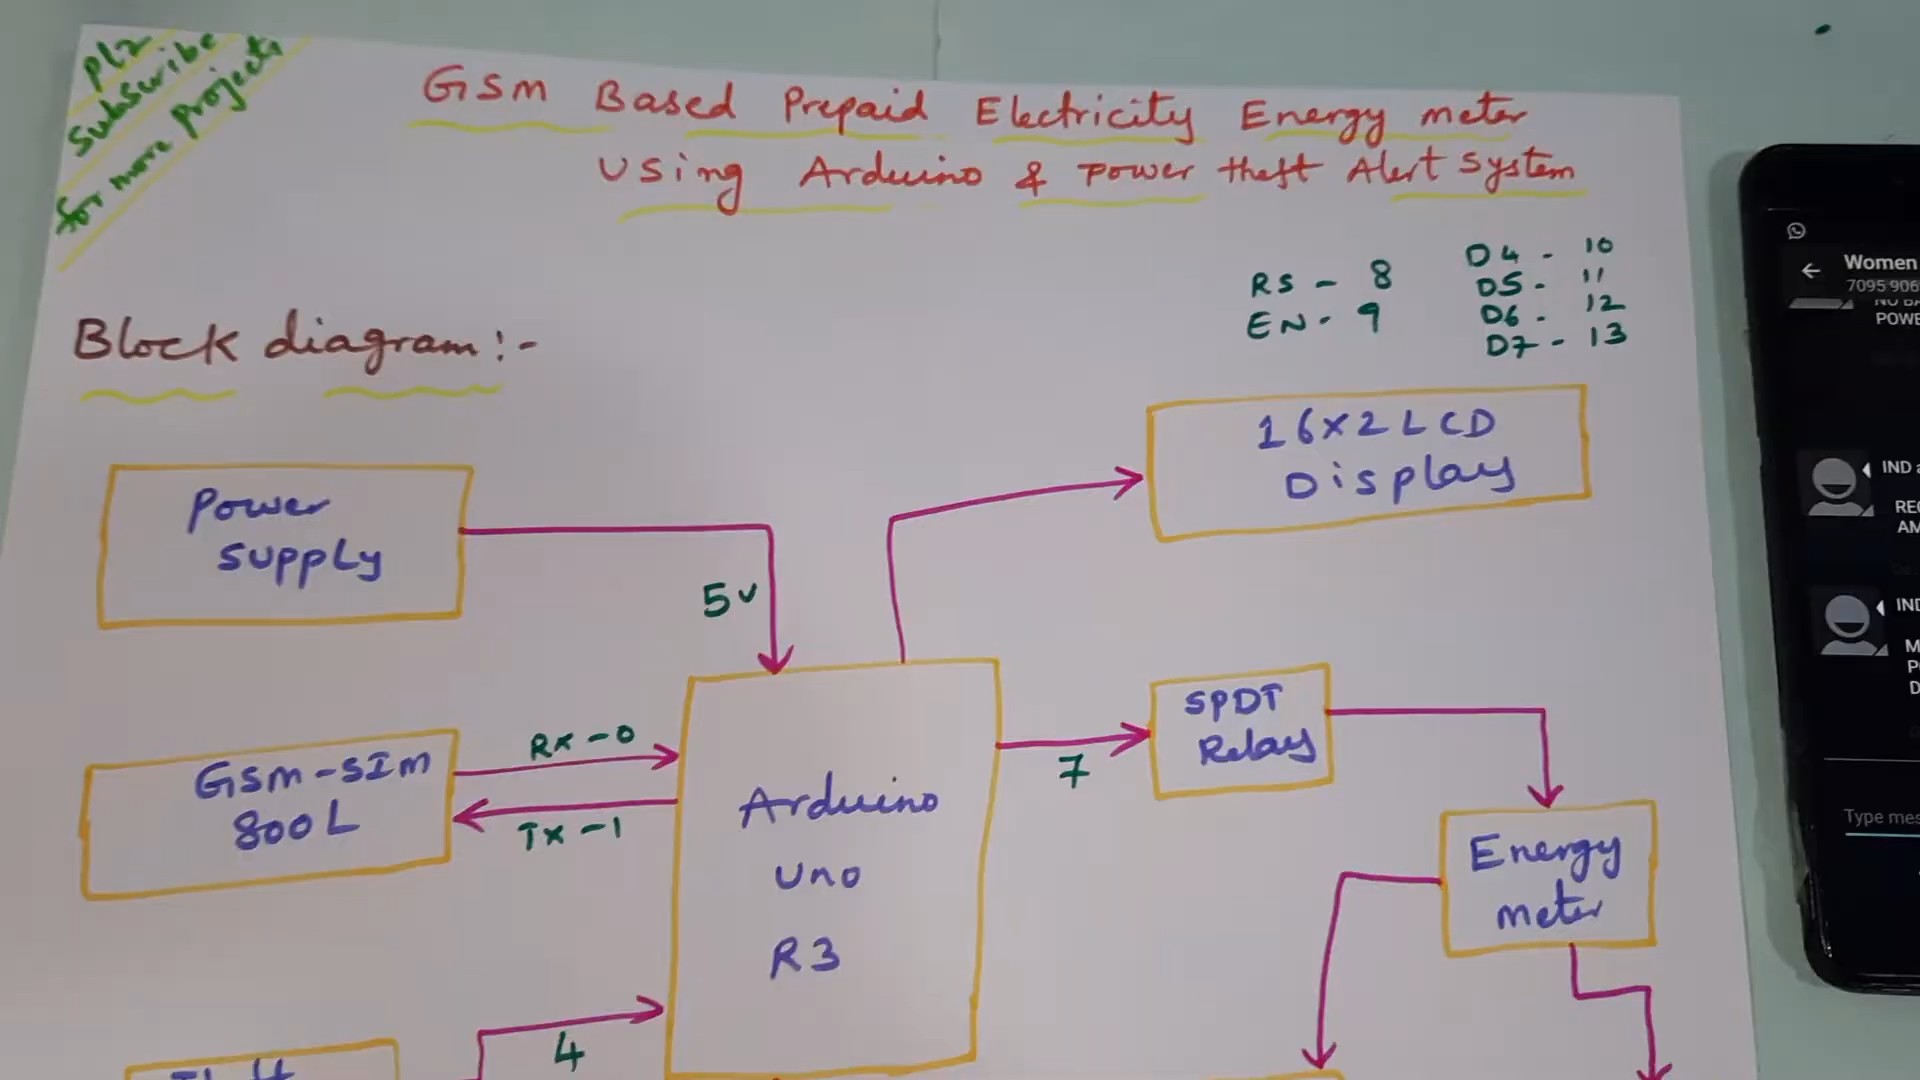 Plz
Subscribe
for more projects
GSM Based Prepaid Electricity Energy meter
Using Arduino & power theft Alert System
RS - 8
EN - 9
D4 - 10
D5 - 11
D6 - 12
D7 - 13
Block diagram :-
16x2 LCD
Display
Power
Supply
5v
SPDT
Relay
7
GSM-SIM
800L
RX -0
TX -1
Arduino
Uno
R3
Energy
meter
4
Women
7095 906
POWE
IND
REC
AM
IND
M
P
D
Type mes